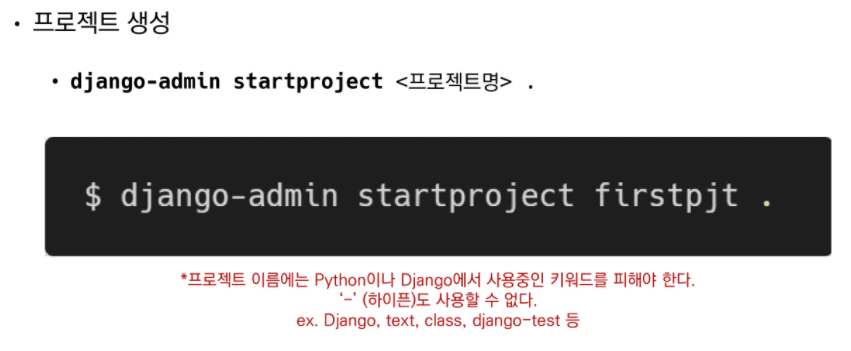 • 프로젝트 생성
• django-admin startproject <프로젝트명> .
$ django-admin startproject firstpjt .
*프로젝트 이름에는 Python이나 Django에서 사용중인 키워드를 피해야 한다.
‘-’ (하이픈)도 사용할 수 없다.
ex. Django, text, class, django-test 등